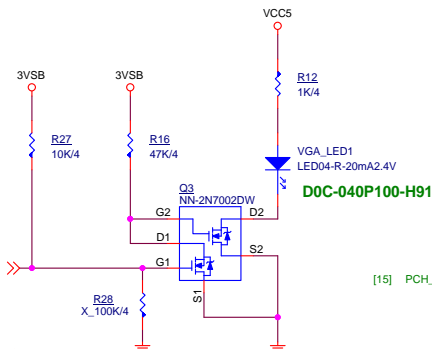 VCC5
3VSB
3VSB
R12
1K/4
R27
10K/4
R16
47K/4
VGA_LED1
LED04-R-20mA2.4V
D0C-040P100-H91
Q3
NN-2N7002DW
G2
D2
D1
S2
G1
S1
R28
X_100K/4
[15] PCH_